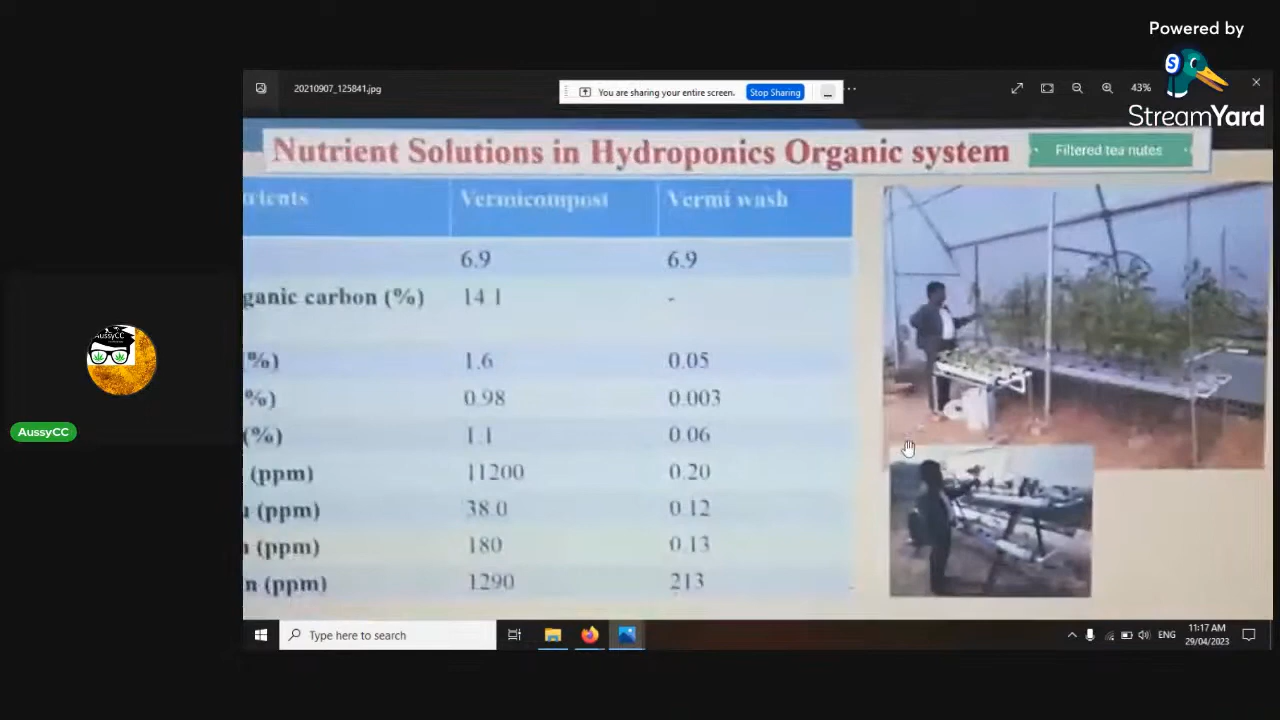 Powered by
StreamYard
20210907_125841.jpg
You are sharing your entire screen.
Stop Sharing
43%
Nutrient Solutions in Hydroponics Organic system
Filtered tea nutes
trients Vermicompost Vermi wash
6.9 6.9
ganic carbon (%) 14.1 -
(%) 1.6 0.05
%) 0.98 0.003
(%) 1.1 0.06
(ppm) 11200 0.20
(ppm) 38.0 0.12
(ppm) 180 0.13
n (ppm) 1290 213
AussyCC
AussyCC
Type here to search
ENG
11:17 AM
29/04/2023